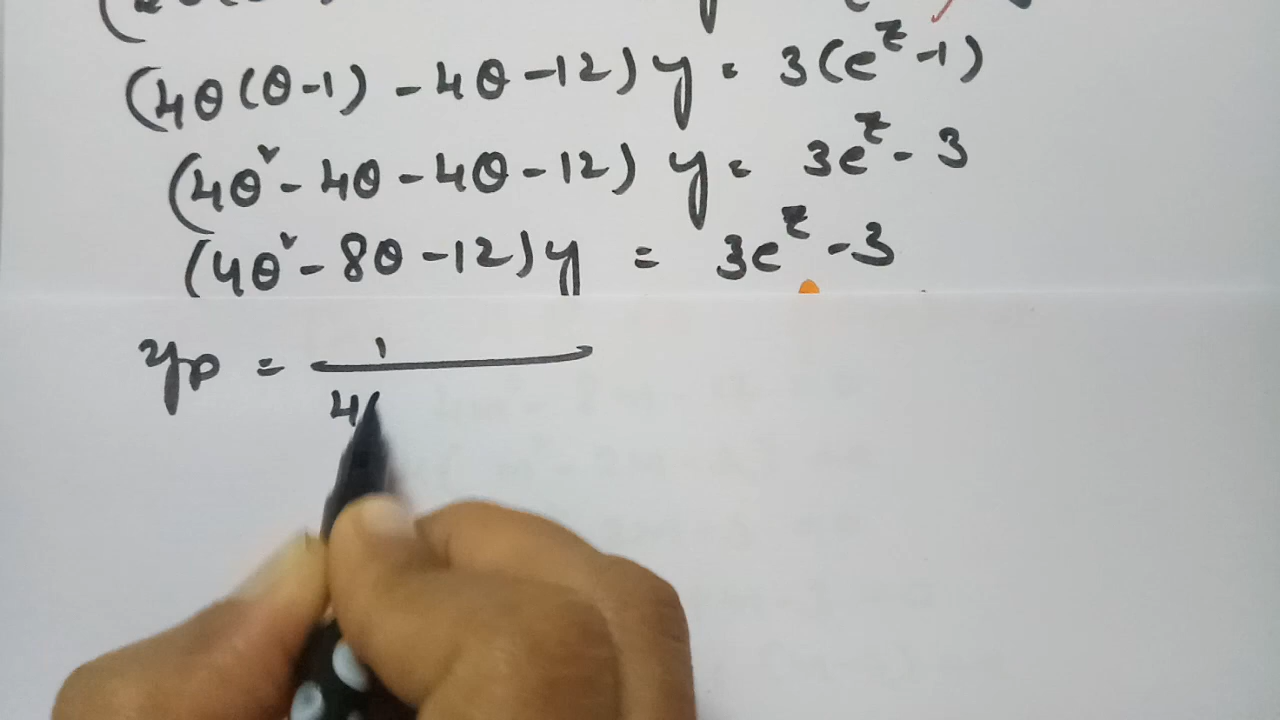 (4θ(θ-1) - 4θ - 12) y = 3(e^z - 1)
(4θ² - 4θ - 4θ - 12) y = 3e^z - 3
(4θ² - 8θ - 12) y = 3e^z - 3
yp = 1
4